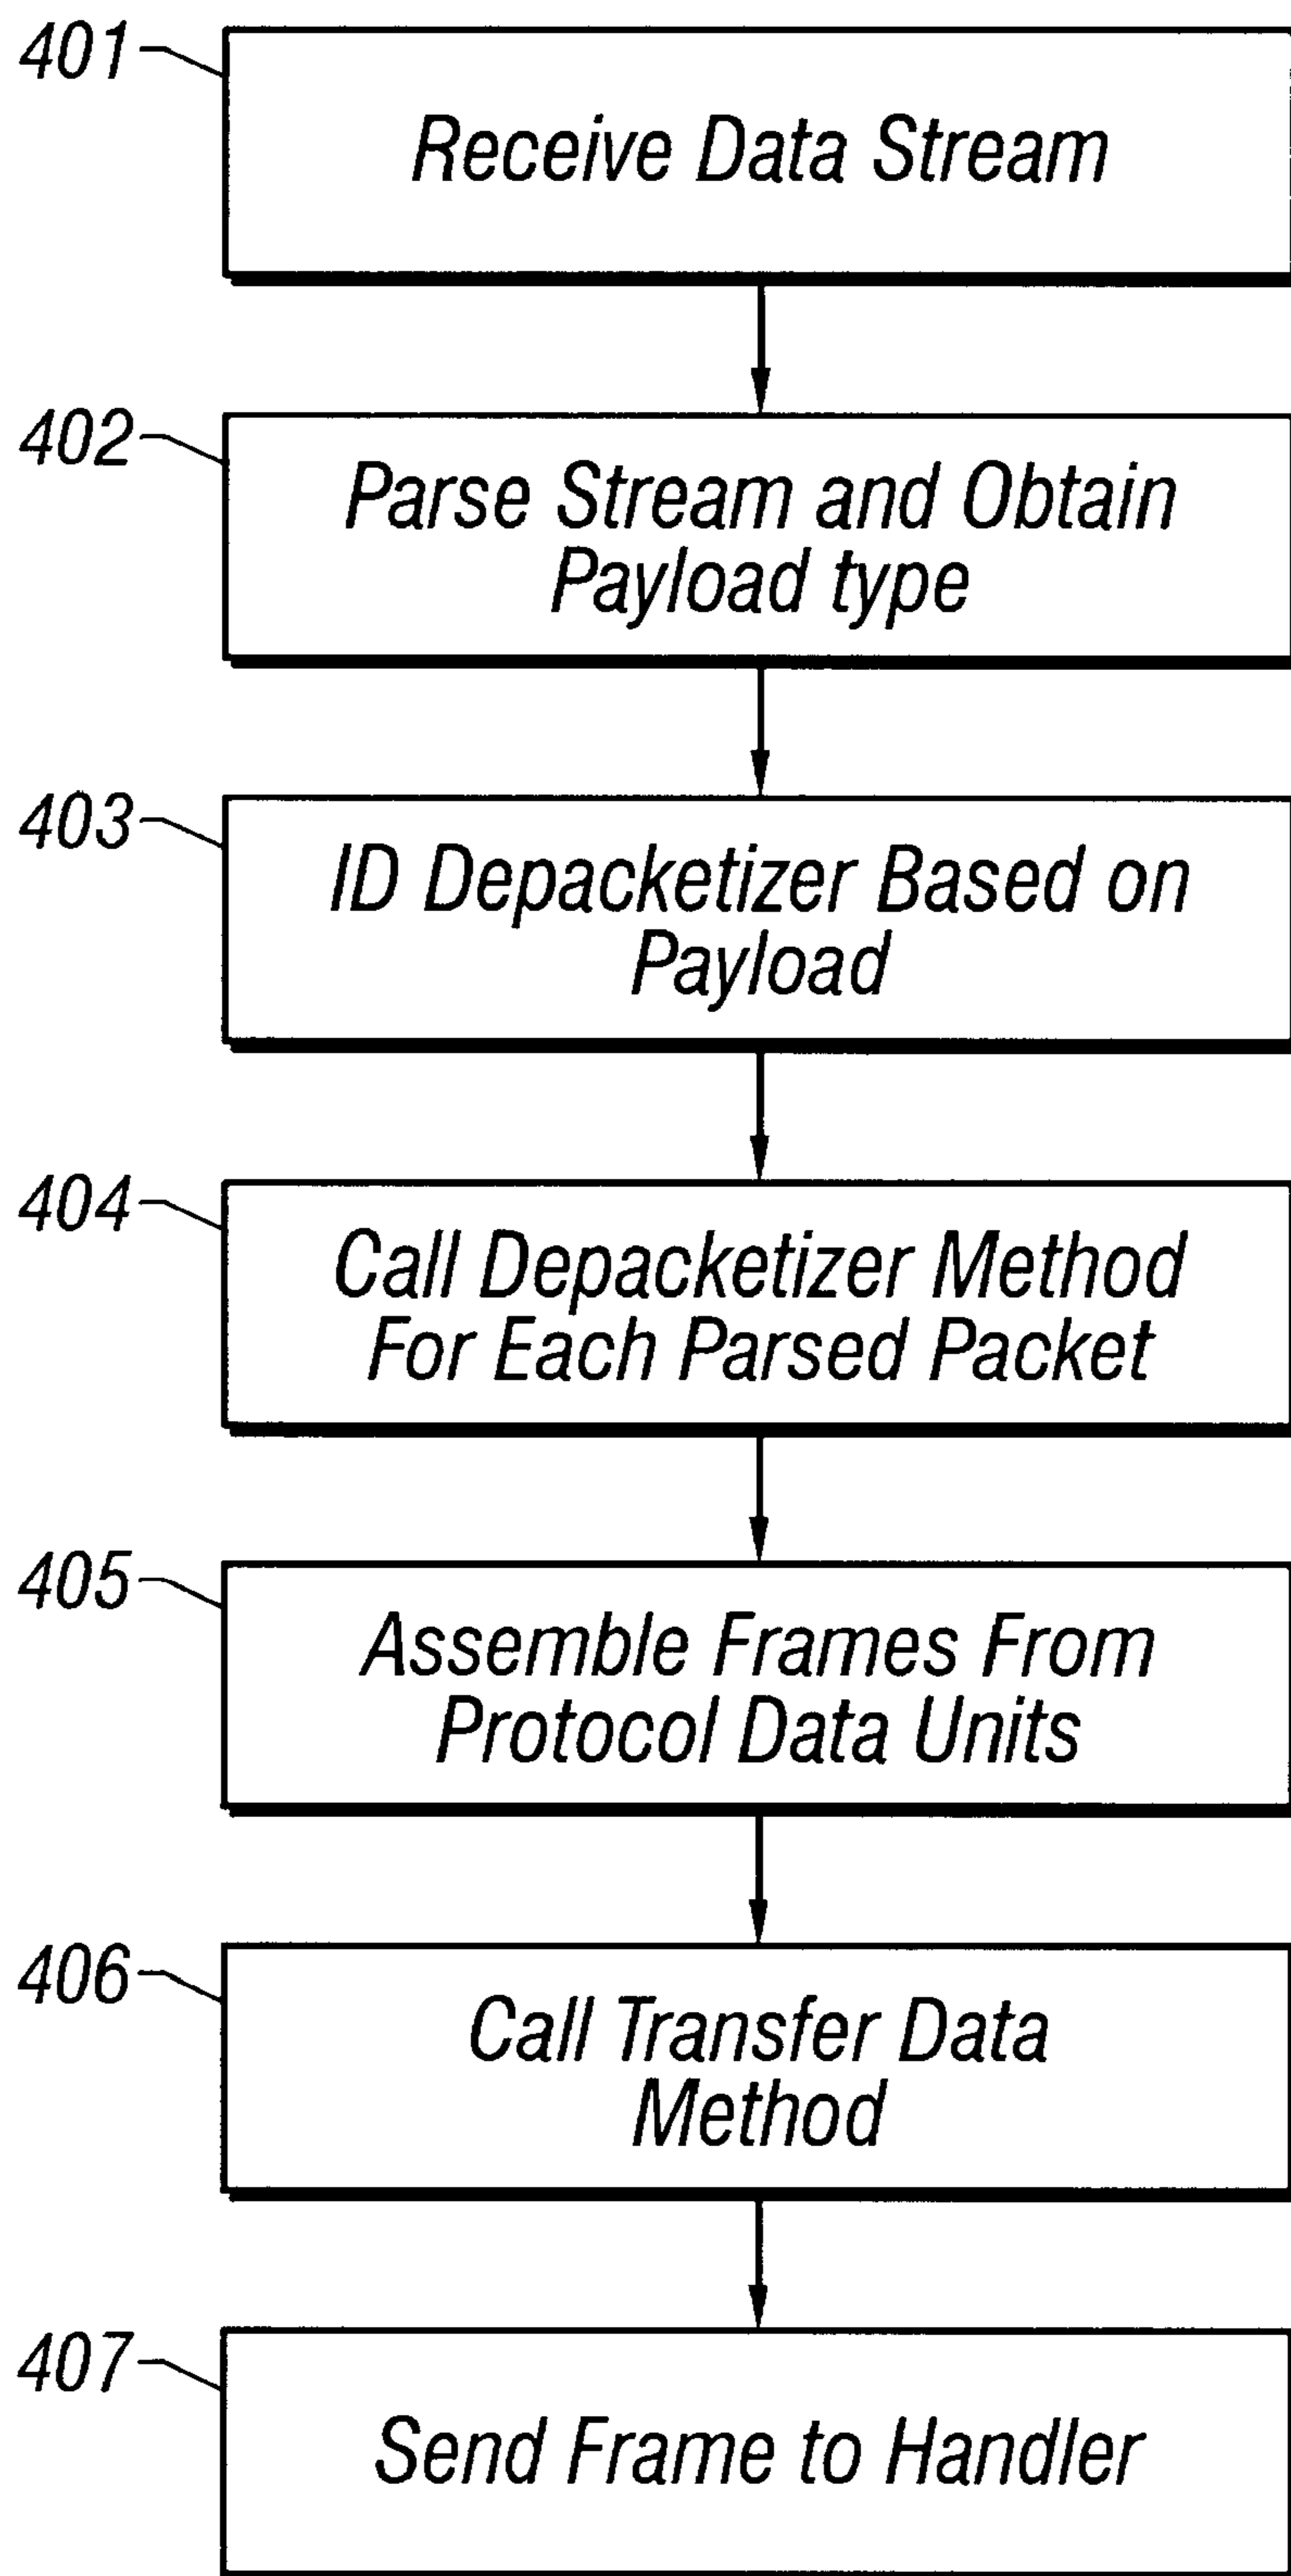 401
Receive Data Stream
402
Parse Stream and Obtain
Payload type
403
ID Depacketizer Based on
Payload
404
Call Depacketizer Method
For Each Parsed Packet
405
Assemble Frames From
Protocol Data Units
406
Call Transfer Data
Method
407
Send Frame to Handler